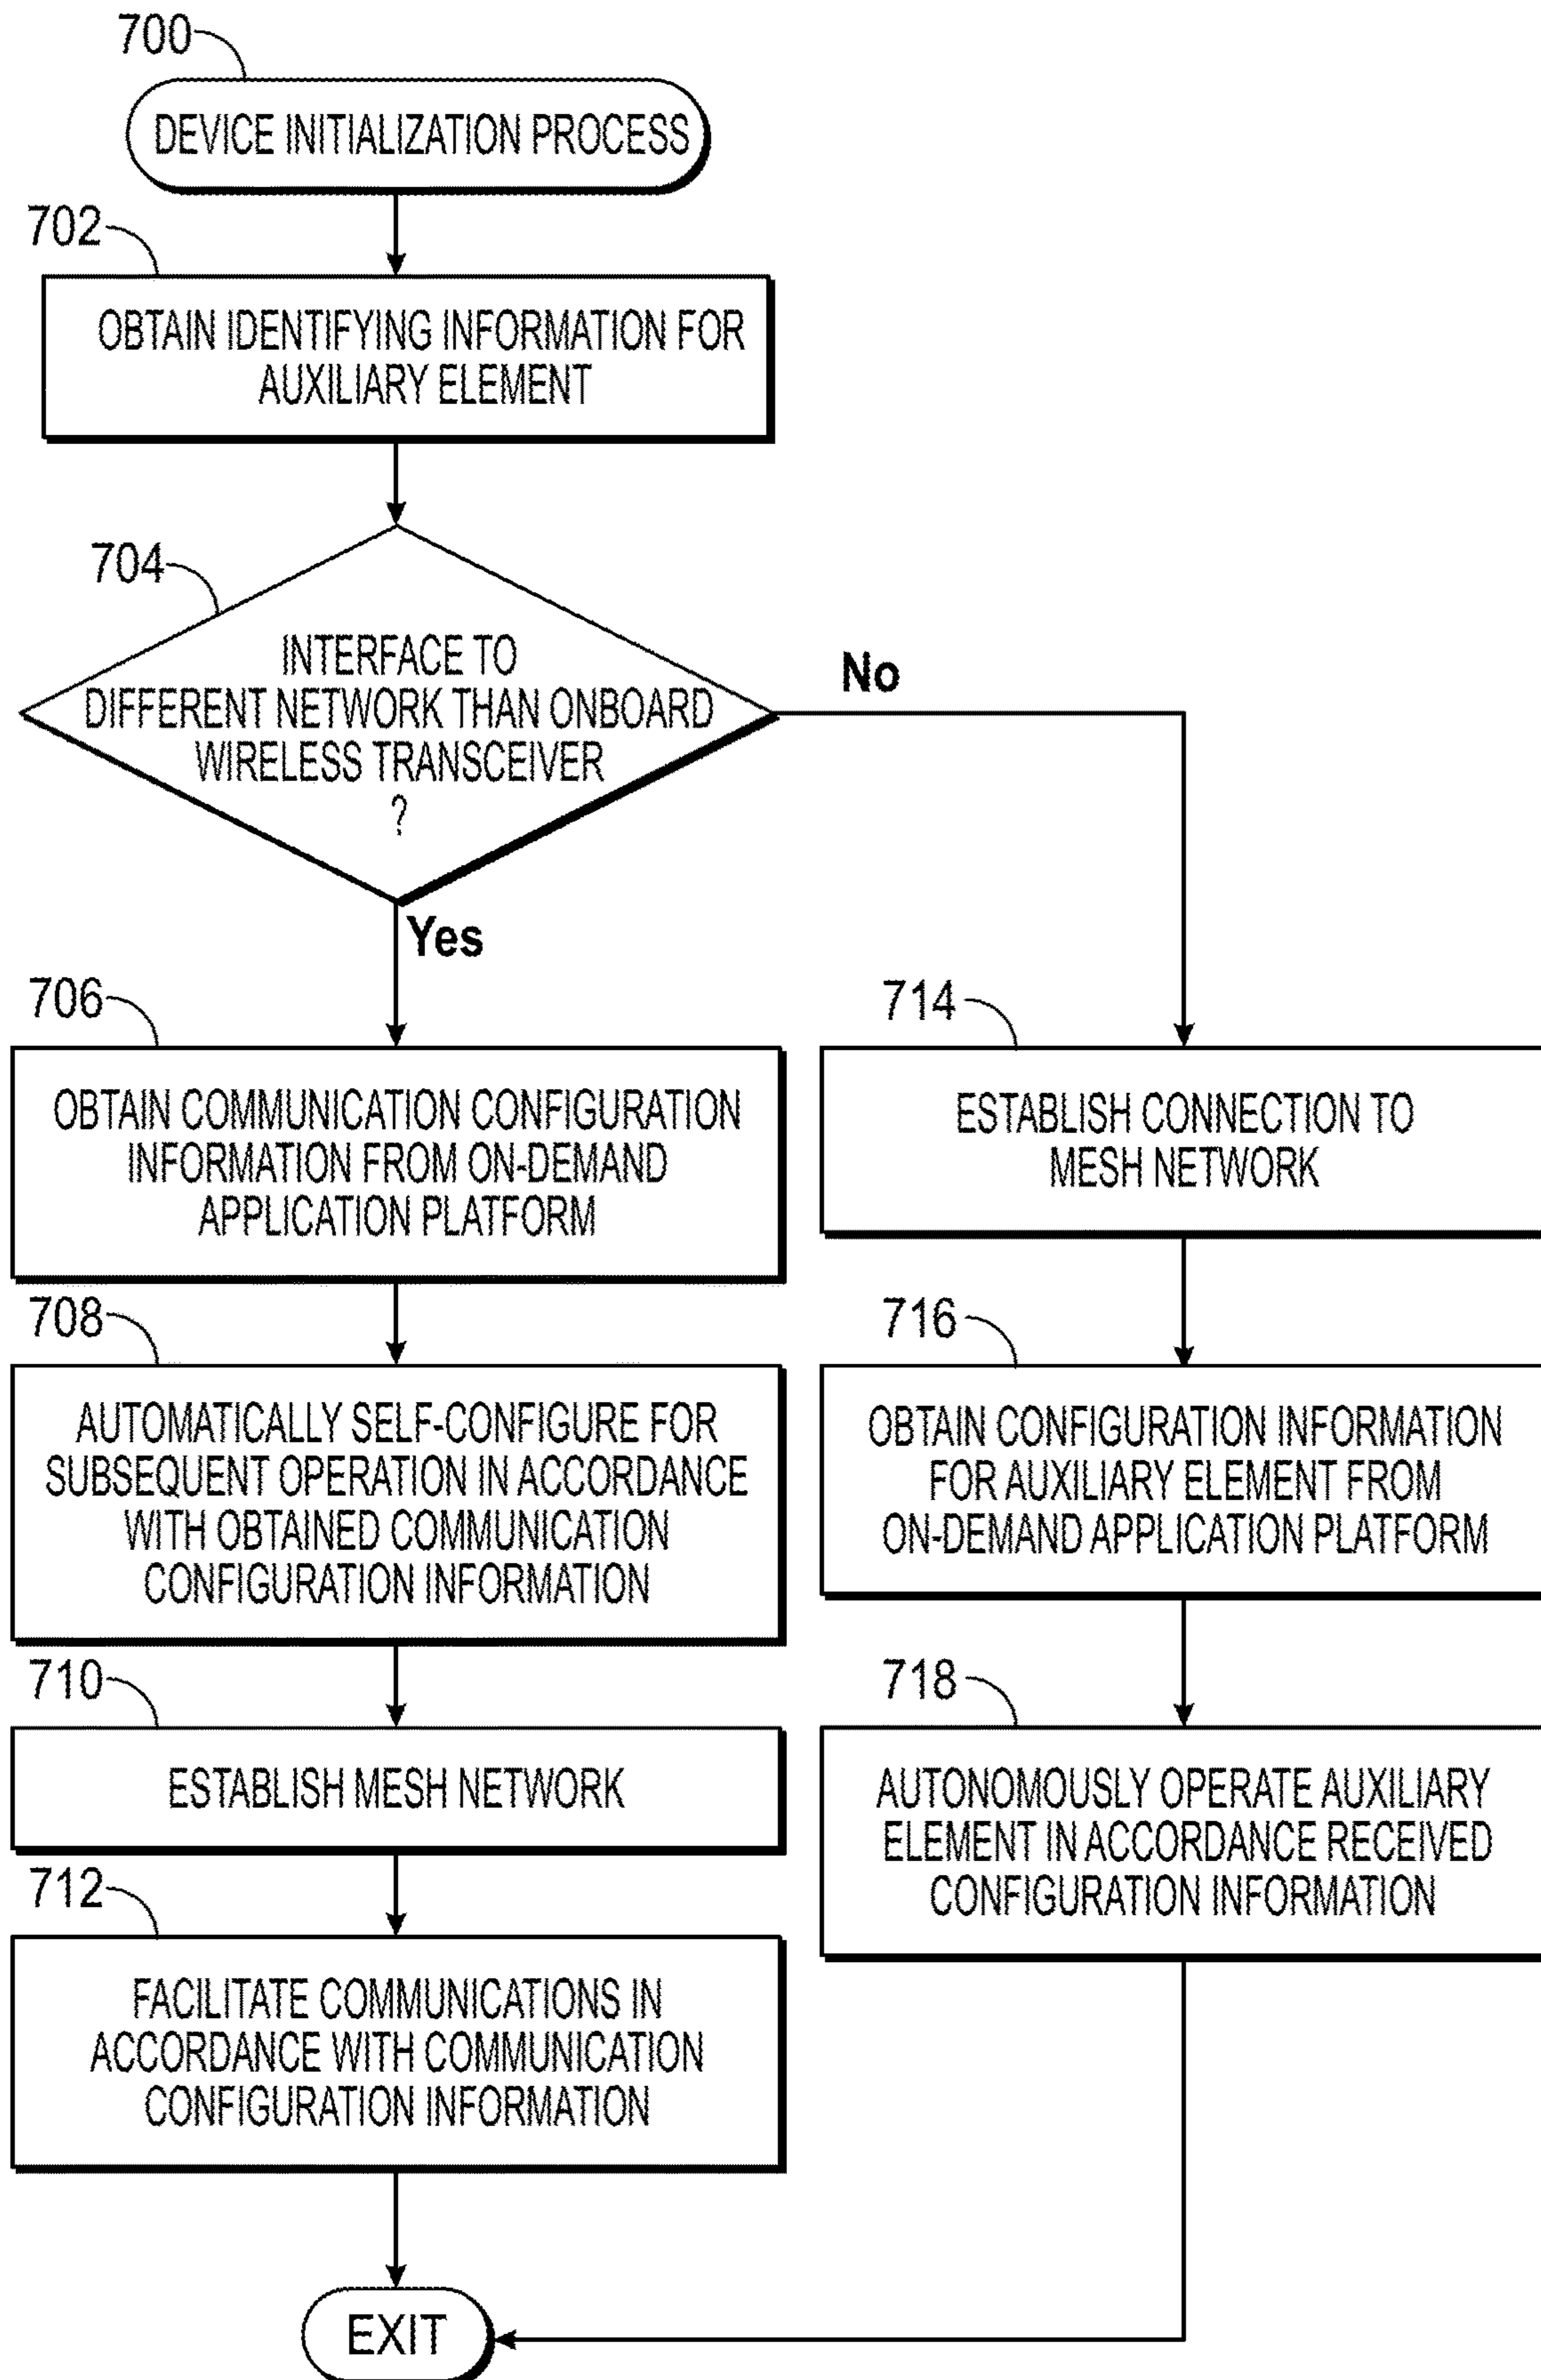 700
DEVICE INITIALIZATION PROCESS
702
OBTAIN IDENTIFYING INFORMATION FOR
AUXILIARY ELEMENT
704
INTERFACE TO
DIFFERENT NETWORK THAN ONBOARD
WIRELESS TRANSCEIVER
?
No
Yes
706
OBTAIN COMMUNICATION CONFIGURATION
INFORMATION FROM ON-DEMAND
APPLICATION PLATFORM
708
AUTOMATICALLY SELF-CONFIGURE FOR
SUBSEQUENT OPERATION IN ACCORDANCE
WITH OBTAINED COMMUNICATION
CONFIGURATION INFORMATION
710
ESTABLISH MESH NETWORK
712
FACILITATE COMMUNICATIONS IN
ACCORDANCE WITH COMMUNICATION
CONFIGURATION INFORMATION
714
ESTABLISH CONNECTION TO
MESH NETWORK
716
OBTAIN CONFIGURATION INFORMATION
FOR AUXILIARY ELEMENT FROM
ON-DEMAND APPLICATION PLATFORM
718
AUTONOMOUSLY OPERATE AUXILIARY
ELEMENT IN ACCORDANCE RECEIVED
CONFIGURATION INFORMATION
EXIT